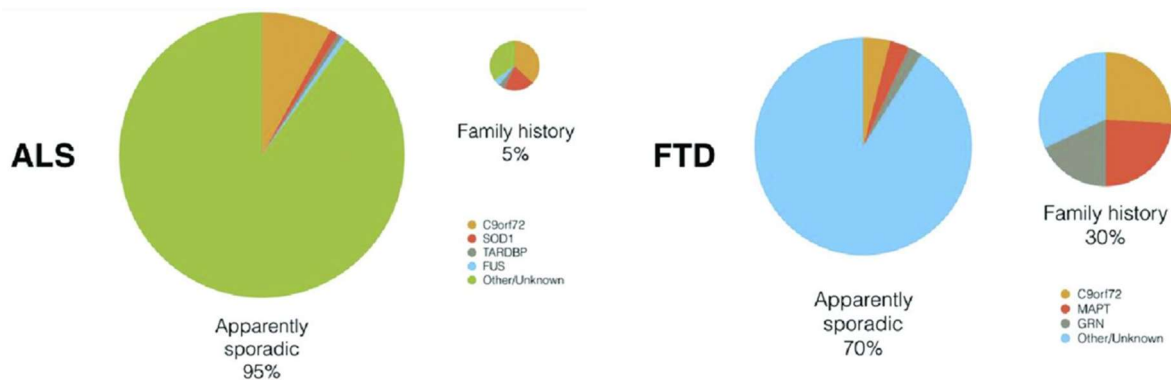 ALS
Apparently
sporadic
95%
Family history
5%
C9orf72
SOD1
TARDBP
FUS
Other/Unknown
FTD
Apparently
sporadic
70%
Family history
30%
C9orf72
MAPT
GRN
Other/Unknown